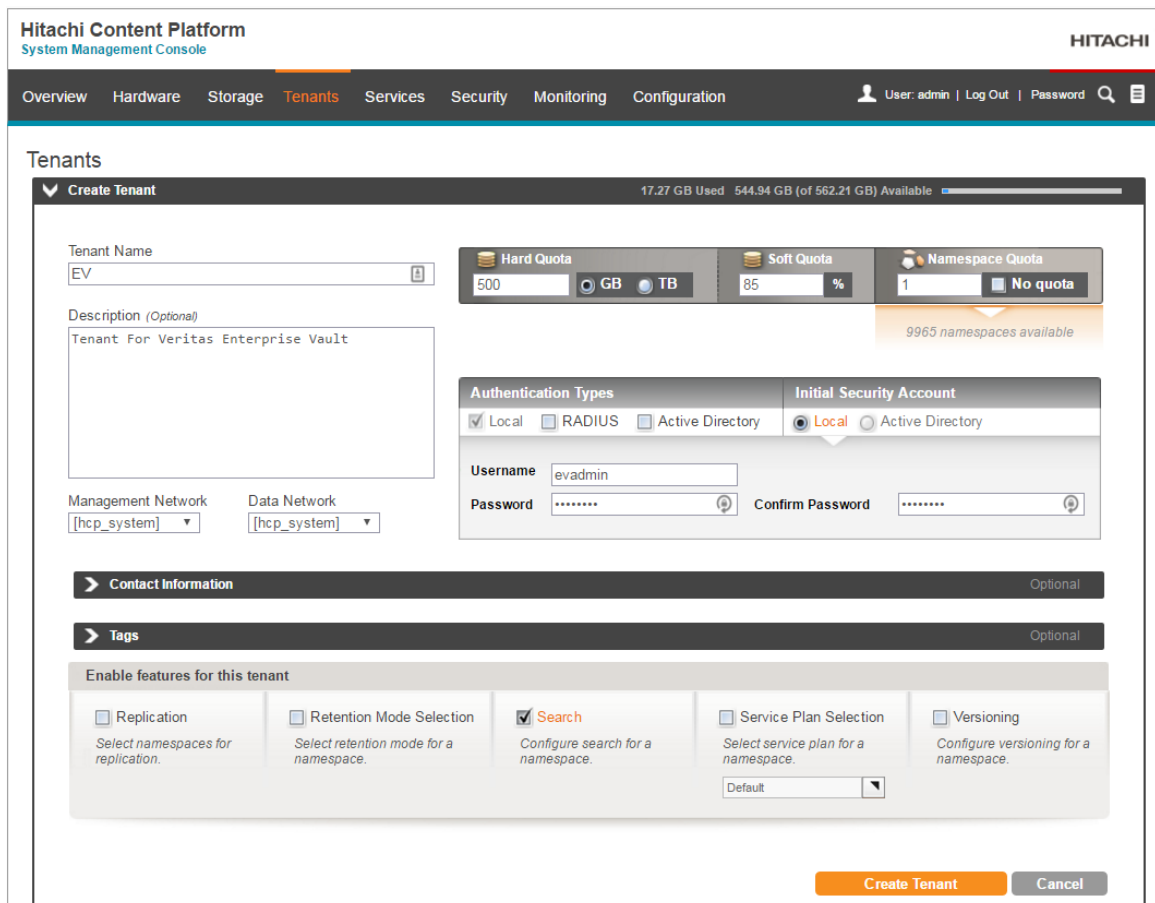 Hitachi Content Platform
System Management Console
HITACHI
Overview Hardware Storage Tenants Services Security Monitoring Configuration User: admin | Log Out | Password
Tenants
Create Tenant 17.27 GB Used 544.94 GB (of 562.21 GB) Available
Tenant Name
EV
Hard Quota Soft Quota Namespace Quota
500 GB TB 85 % 1 No quota
9965 namespaces available
Description (Optional)
Tenant For Veritas Enterprise Vault
Authentication Types Initial Security Account
Local RADIUS Active Directory Local Active Directory
Username evadmin
Password •••••••• Confirm Password ••••••••
Management Network Data Network
[hcp_system] [hcp_system]
Contact Information Optional
Tags Optional
Enable features for this tenant
Replication Retention Mode Selection Search Service Plan Selection Versioning
Select namespaces for Select retention mode for a Configure search for a Select service plan for a Configure versioning for a
replication. namespace. namespace. namespace. namespace.
Default
Create Tenant Cancel